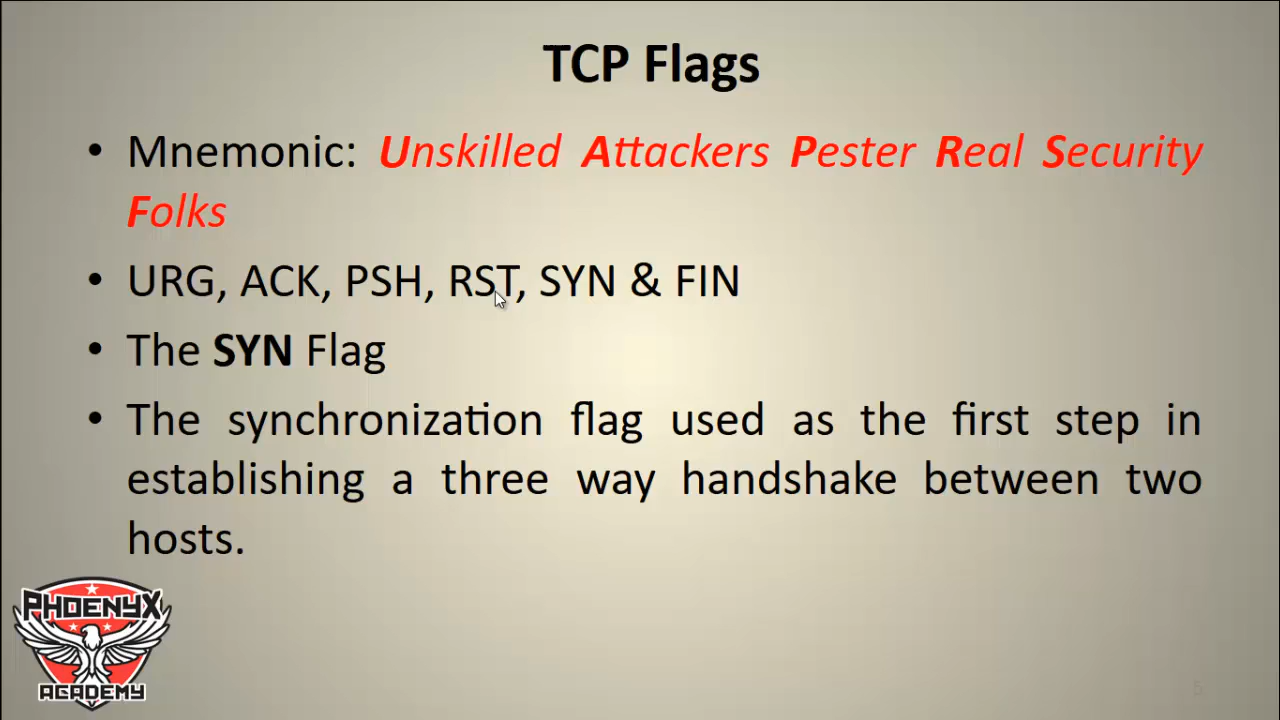 TCP Flags
• Mnemonic: Unskilled Attackers Pester Real Security
Folks
• URG, ACK, PSH, RST, SYN & FIN
• The SYN Flag
• The synchronization flag used as the first step in
establishing a three way handshake between two
hosts.
PHOENYX
ACADEMY
5